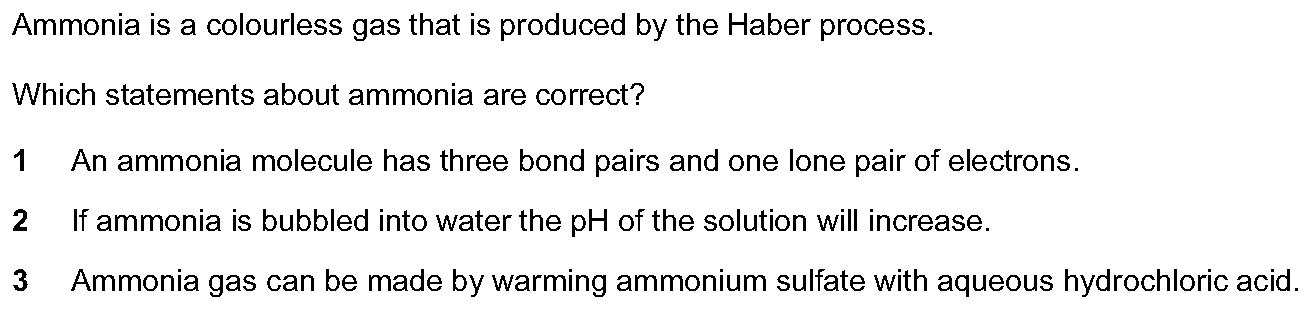 Ammonia is a colourless gas that is produced by the Haber process.
Which statements about ammonia are correct?
1 An ammonia molecule has three bond pairs and one lone pair of electrons.
2 If ammonia is bubbled into water the pH of the solution will increase.
3 Ammonia gas can be made by warming ammonium sulfate with aqueous hydrochloric acid.